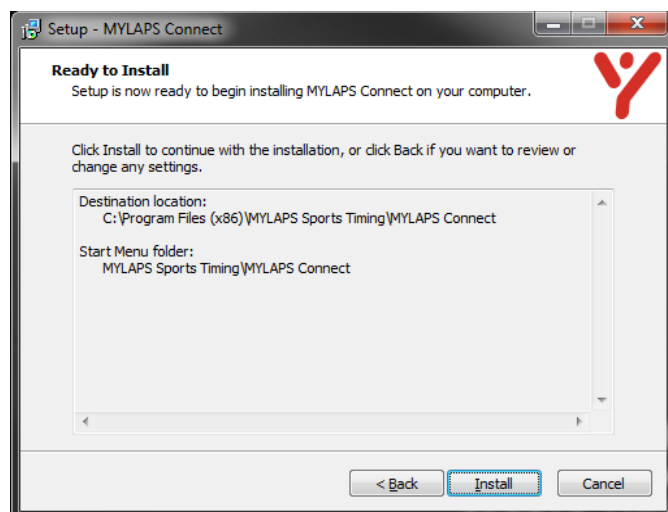 Setup - MYLAPS Connect
Ready to Install
Setup is now ready to begin installing MYLAPS Connect on your computer.
Click Install to continue with the installation, or click Back if you want to review or
change any settings.
Destination location:
C:\Program Files (x86)\MYLAPS Sports Timing\MYLAPS Connect
Start Menu folder:
MYLAPS Sports Timing\MYLAPS Connect
< Back Install Cancel